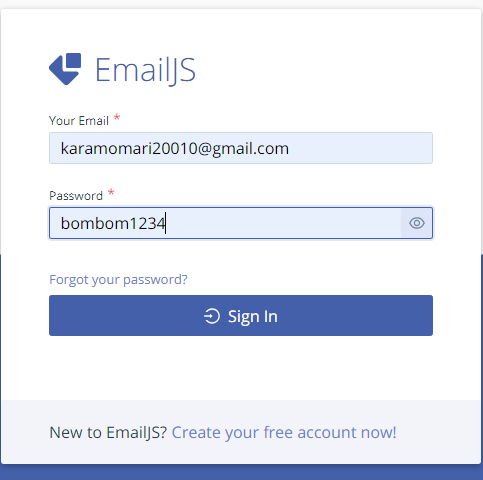 EmailJS
Your Email *
karamomari20010@gmail.com
Password *
bombom1234
Forgot your password?
Sign In
New to EmailJS? Create your free account now!